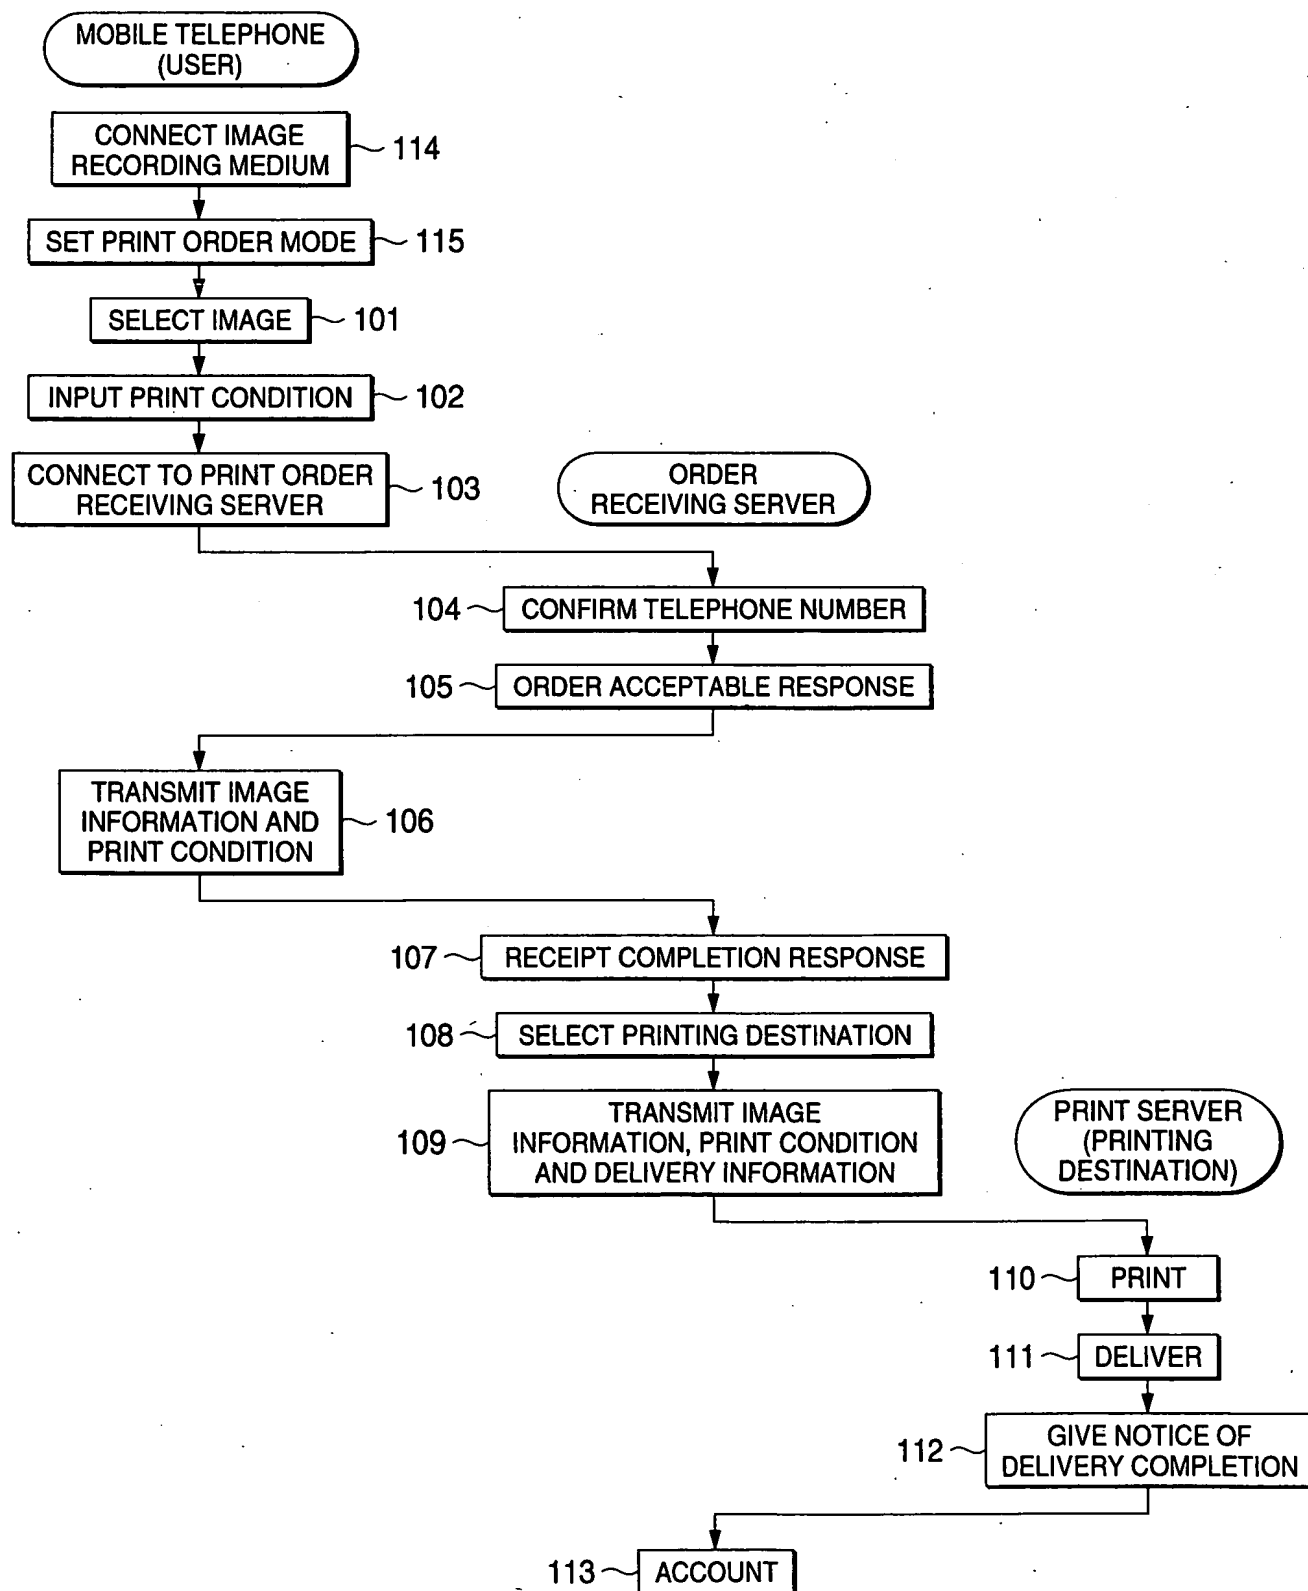 MOBILE TELEPHONE
(USER)
CONNECT IMAGE
RECORDING MEDIUM
114
SET PRINT ORDER MODE
115
SELECT IMAGE
101
INPUT PRINT CONDITION
102
CONNECT TO PRINT ORDER
RECEIVING SERVER
103
ORDER
RECEIVING SERVER
104
CONFIRM TELEPHONE NUMBER
105
ORDER ACCEPTABLE RESPONSE
TRANSMIT IMAGE
INFORMATION AND
PRINT CONDITION
106
107
RECEIPT COMPLETION RESPONSE
108
SELECT PRINTING DESTINATION
109
TRANSMIT IMAGE
INFORMATION, PRINT CONDITION
AND DELIVERY INFORMATION
PRINT SERVER
(PRINTING
DESTINATION)
110
PRINT
111
DELIVER
112
GIVE NOTICE OF
DELIVERY COMPLETION
113
ACCOUNT